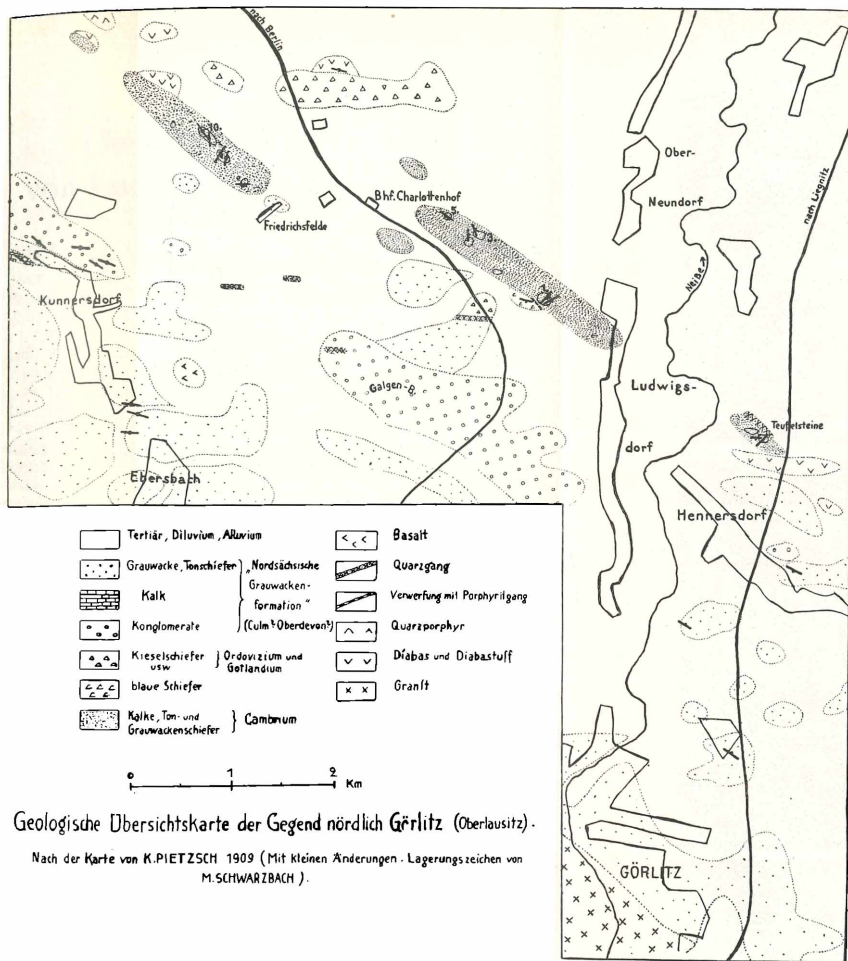 nach Berlin
10.
Ober-
Neundorf
nach Liegnitz
Bhf. Charlottenhof
5.
3.
Friedrichsfelde
Neiße
Kunnersdorf
Galgen-B.
Ludwigs-
dorf
Teufelsteine
Ebersbach
Hennersdorf
GÖRLITZ
Tertiär, Diluvium, Alluvium
Grauwacke, Tonschiefer
Kalk
Konglomerate
„Nordsächsische
Grauwacken-
formation“
(Culm? Oberdevon?)
Kieselschiefer
usw
Ordovizium und
Gotlandium
blaue Schiefer
Kalke, Ton- und
Grauwackenschiefer
Cambrium
Basalt
Quarzgang
Verwerfung mit Porphyritgang
Quarzporphyr
Diabas und Diabastuff
Granit
0 1 2
Km
Geologische Übersichtskarte der Gegend nördlich Görlitz (Oberlausitz).
Nach der Karte von K.PIETZSCH 1909 (Mit kleinen Änderungen. Lagerungszeichen von
M.SCHWARZBACH).